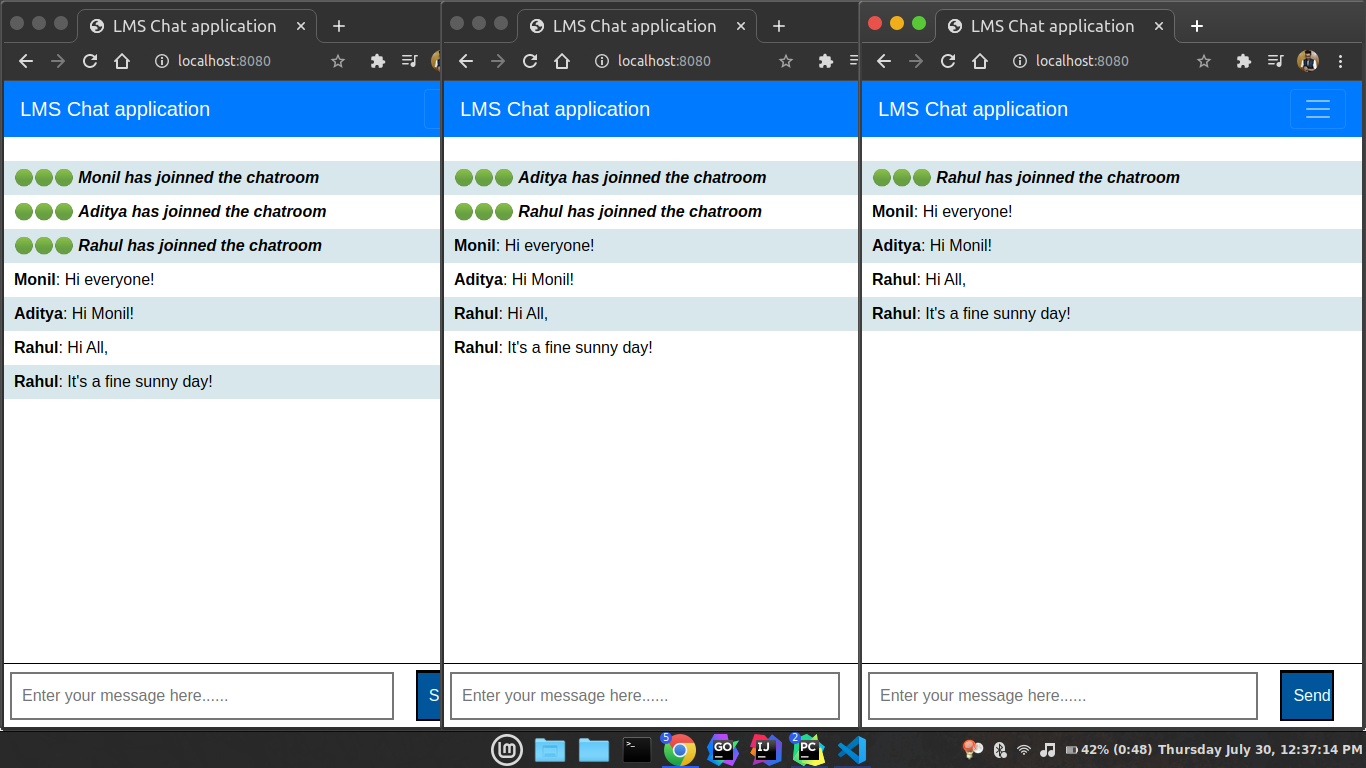 LMS Chat application
localhost:8080
LMS Chat application
Monil has joinned the chatroom
Aditya has joinned the chatroom
Rahul has joinned the chatroom
Monil: Hi everyone!
Aditya: Hi Monil!
Rahul: Hi All,
Rahul: It's a fine sunny day!
Enter your message here......
S
LMS Chat application
localhost:8080
LMS Chat application
Aditya has joinned the chatroom
Rahul has joinned the chatroom
Monil: Hi everyone!
Aditya: Hi Monil!
Rahul: Hi All,
Rahul: It's a fine sunny day!
Enter your message here......
LMS Chat application
localhost:8080
LMS Chat application
Rahul has joinned the chatroom
Monil: Hi everyone!
Aditya: Hi Monil!
Rahul: Hi All,
Rahul: It's a fine sunny day!
Enter your message here......
Send
lm
>_
5
GO
IJ
2
PC
42% (0:48) Thursday July 30, 12:37:14 PM